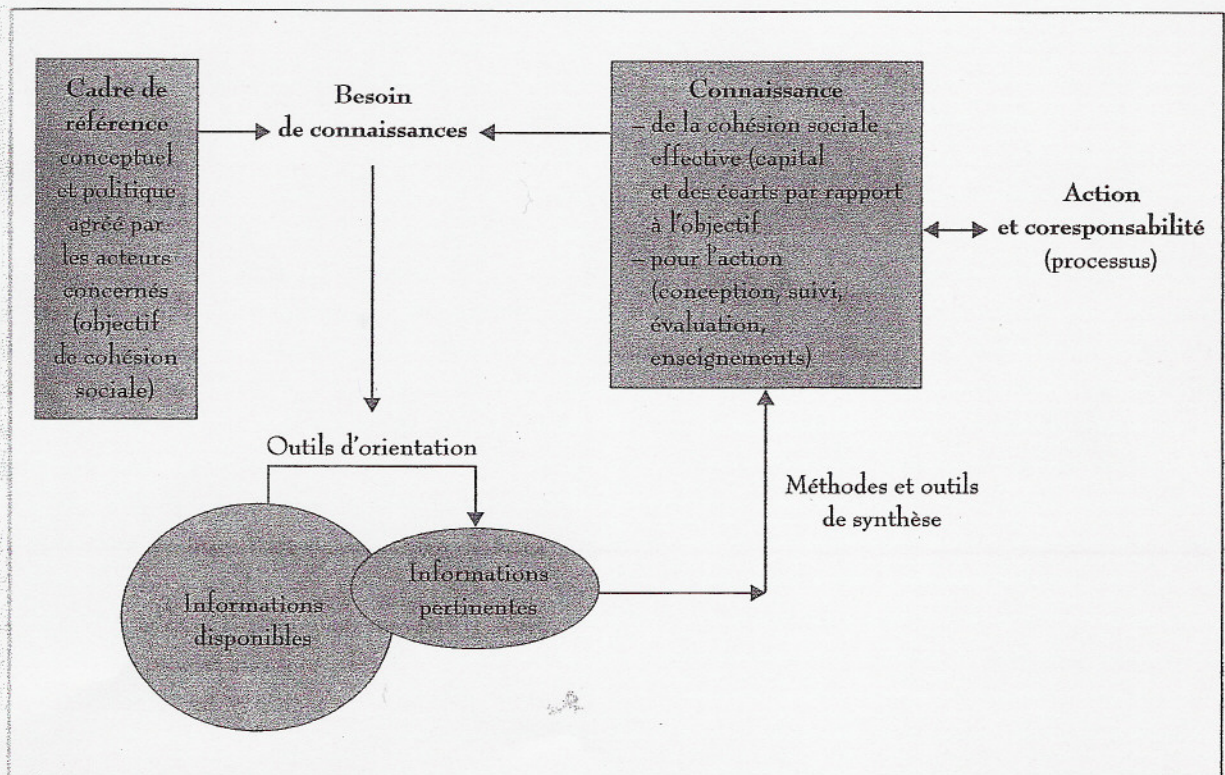 Cadre de
référence
conceptuel
et politique
agréé par
les acteurs
concernés
(objectif
de cohésion
sociale)
Besoin
de connaissances
Connaissance
– de la cohésion sociale
effective (capital
et des écarts par rapport
à l'objectif
– pour l'action
(conception, suivi,
évaluation,
enseignements)
Action
et coresponsabilité
(processus)
Outils d'orientation
Informations
disponibles
Informations
pertinentes
Méthodes et outils
de synthèse